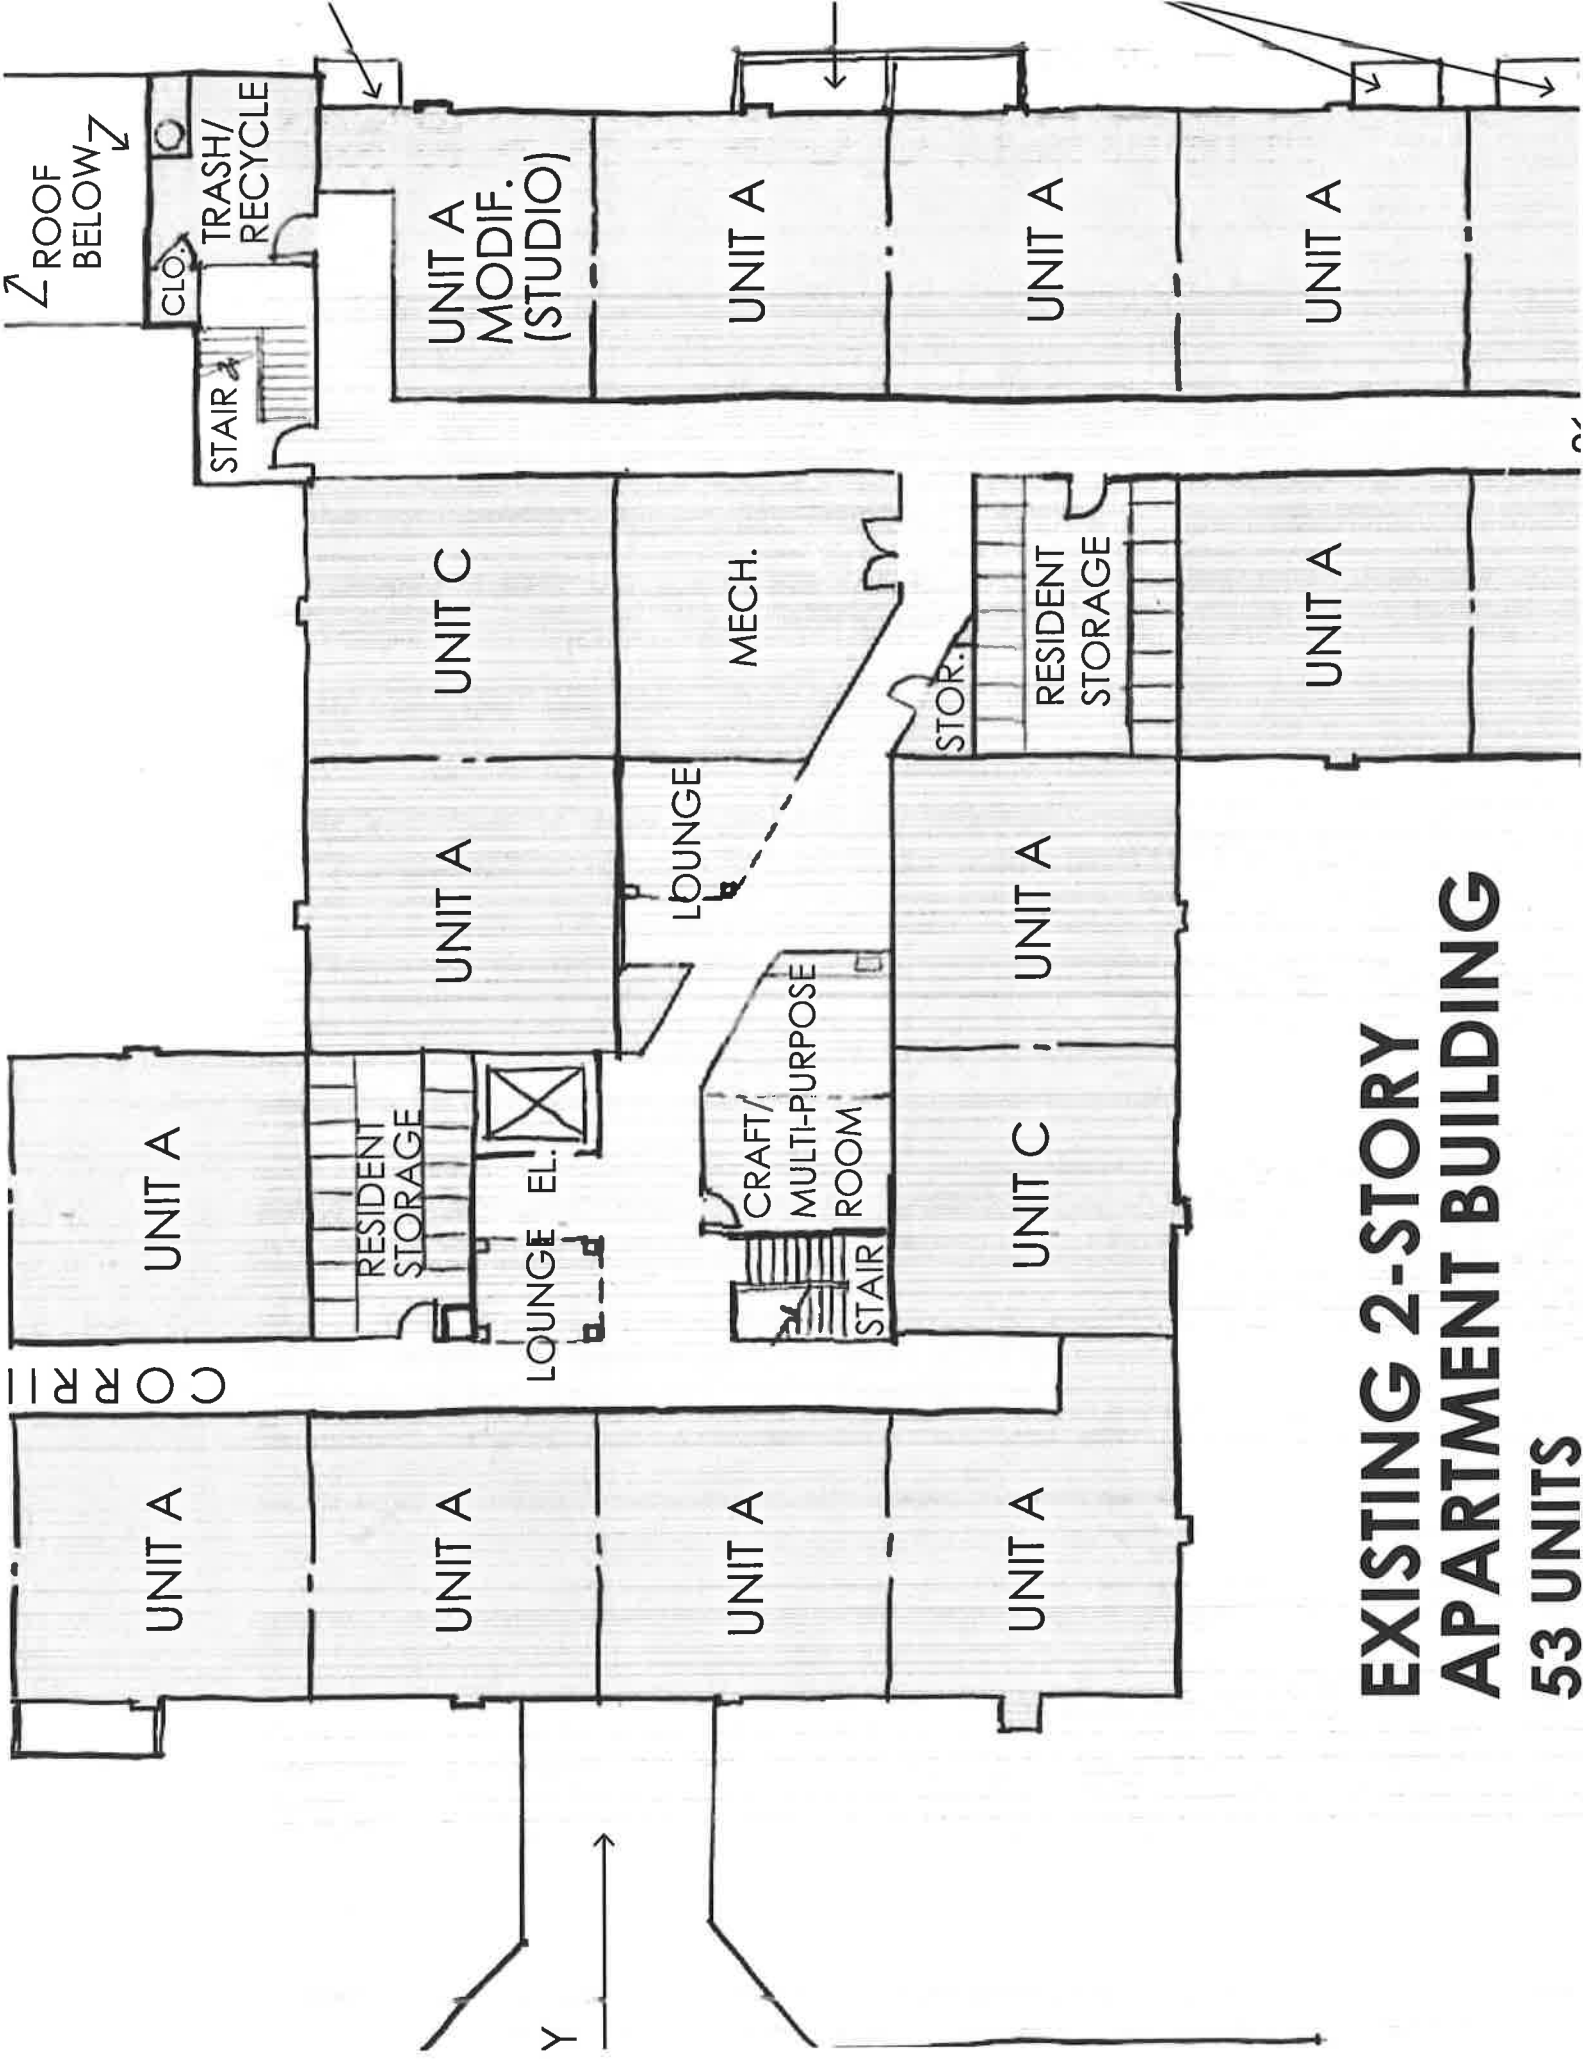 ROOF
BELOW
CLO.
TRASH/
RECYCLE
STAIR
UNIT A
MODIF.
(STUDIO)
UNIT A
UNIT A
UNIT A
UNIT C
MECH.
STOR.
RESIDENT
STORAGE
UNIT A
UNIT A
LOUNGE
UNIT A
UNIT A
RESIDENT
STORAGE
EL.
LOUNGE
CRAFT/
MULTI-PURPOSE
ROOM
STAIR
UNIT C
CORRI
UNIT A
UNIT A
UNIT A
UNIT A
Y
EXISTING 2-STORY
APARTMENT BUILDING
53 UNITS